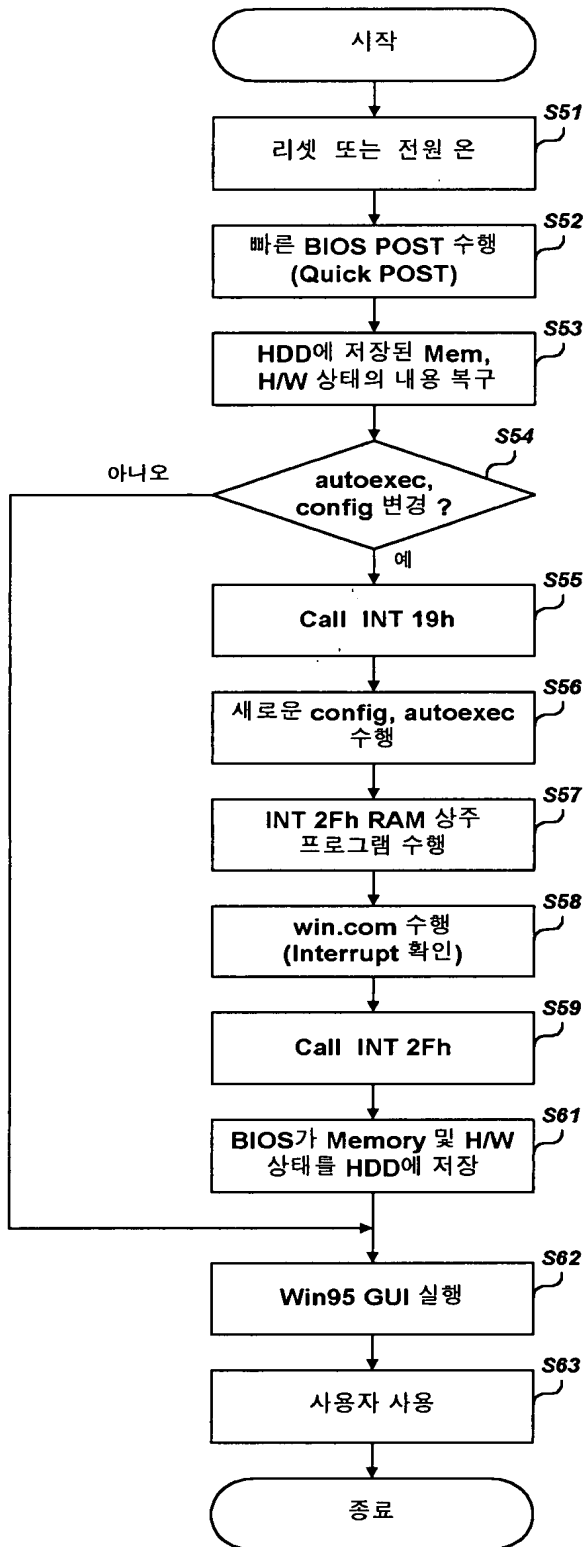 시작
S51
리셋 또는 전원 온
S52
빠른 BIOS POST 수행
(Quick POST)
S53
HDD에 저장된 Mem,
H/W 상태의 내용 복구
S54
아니오
autoexec,
config 변경 ?
예
S55
Call INT 19h
S56
새로운 config, autoexec
수행
S57
INT 2Fh RAM 상주
프로그램 수행
S58
win.com 수행
(Interrupt 확인)
S59
Call INT 2Fh
S61
BIOS가 Memory 및 H/W
상태를 HDD에 저장
S62
Win95 GUI 실행
S63
사용자 사용
종료